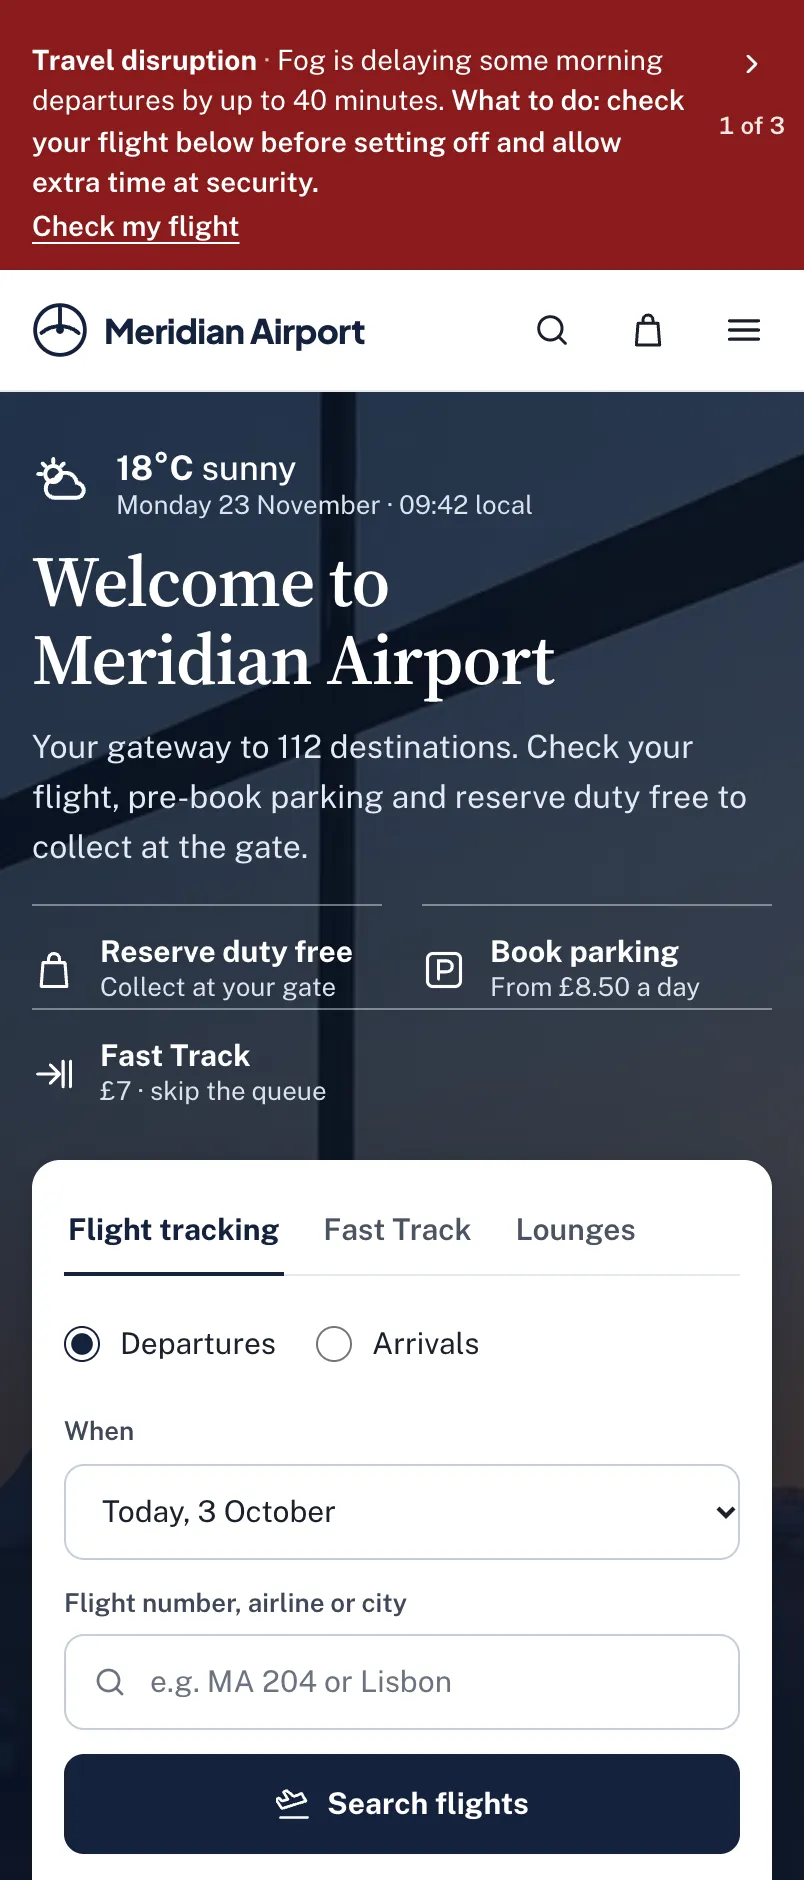 Travel disruption · Fog is delaying some morning
departures by up to 40 minutes. What to do: check
your flight below before setting off and allow
extra time at security.
Check my flight
1 of 3
Meridian Airport
18°C sunny
Monday 23 November · 09:42 local
Welcome to
Meridian Airport
Your gateway to 112 destinations. Check your
flight, pre-book parking and reserve duty free to
collect at the gate.
Reserve duty free
Collect at your gate
P
Book parking
From £8.50 a day
Fast Track
£7 · skip the queue
Flight tracking
Fast Track
Lounges
Departures
Arrivals
When
Today, 3 October
Flight number, airline or city
e.g. MA 204 or Lisbon
Search flights